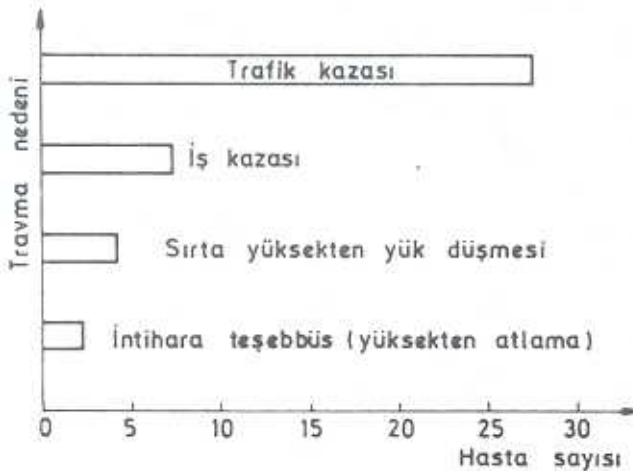 Travma nedeni
Trafik kazası
İş kazası
Sırta yüksekten yük düşmesi
İntihara teşebbüs (yüksekten atlama)
0 5 10 15 20 25 30
Hasta sayısı